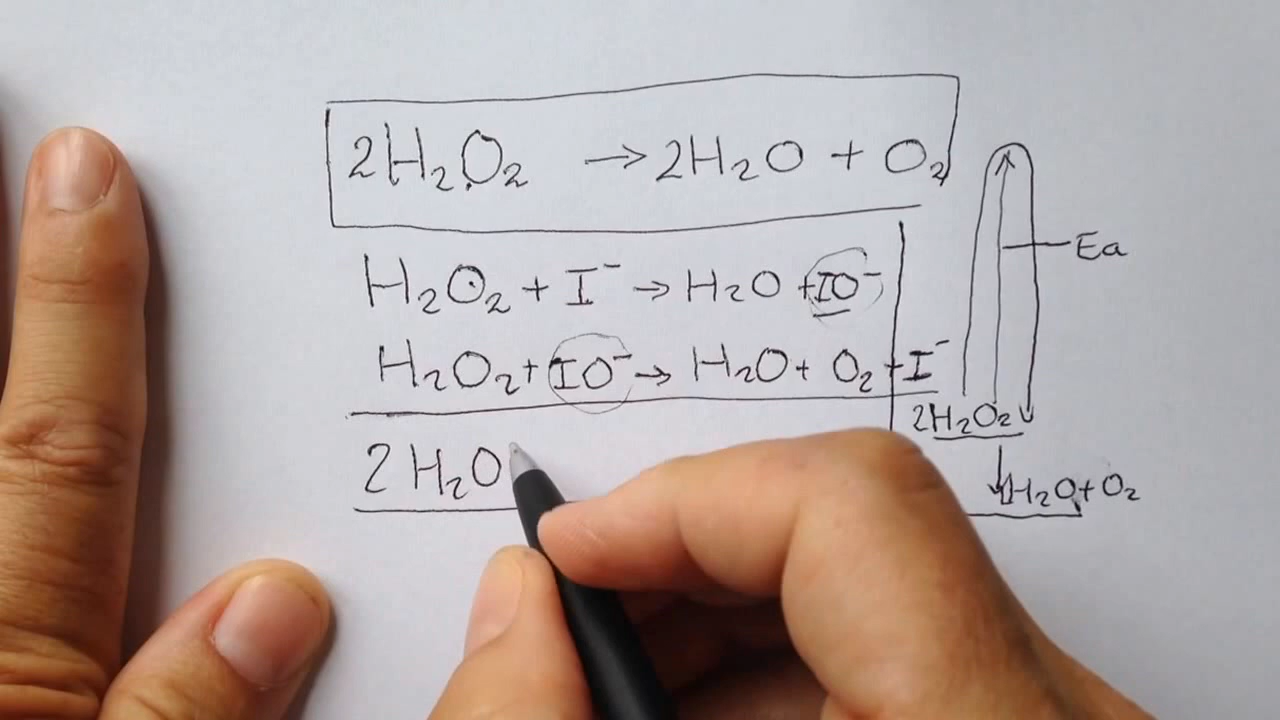 2H₂O₂ → 2H₂O + O₂
H₂O₂ + I⁻ → H₂O + IO⁻
H₂O₂ + IO⁻ → H₂O + O₂ + I⁻
2H₂O
Ea
2H₂O₂
H₂O + O₂